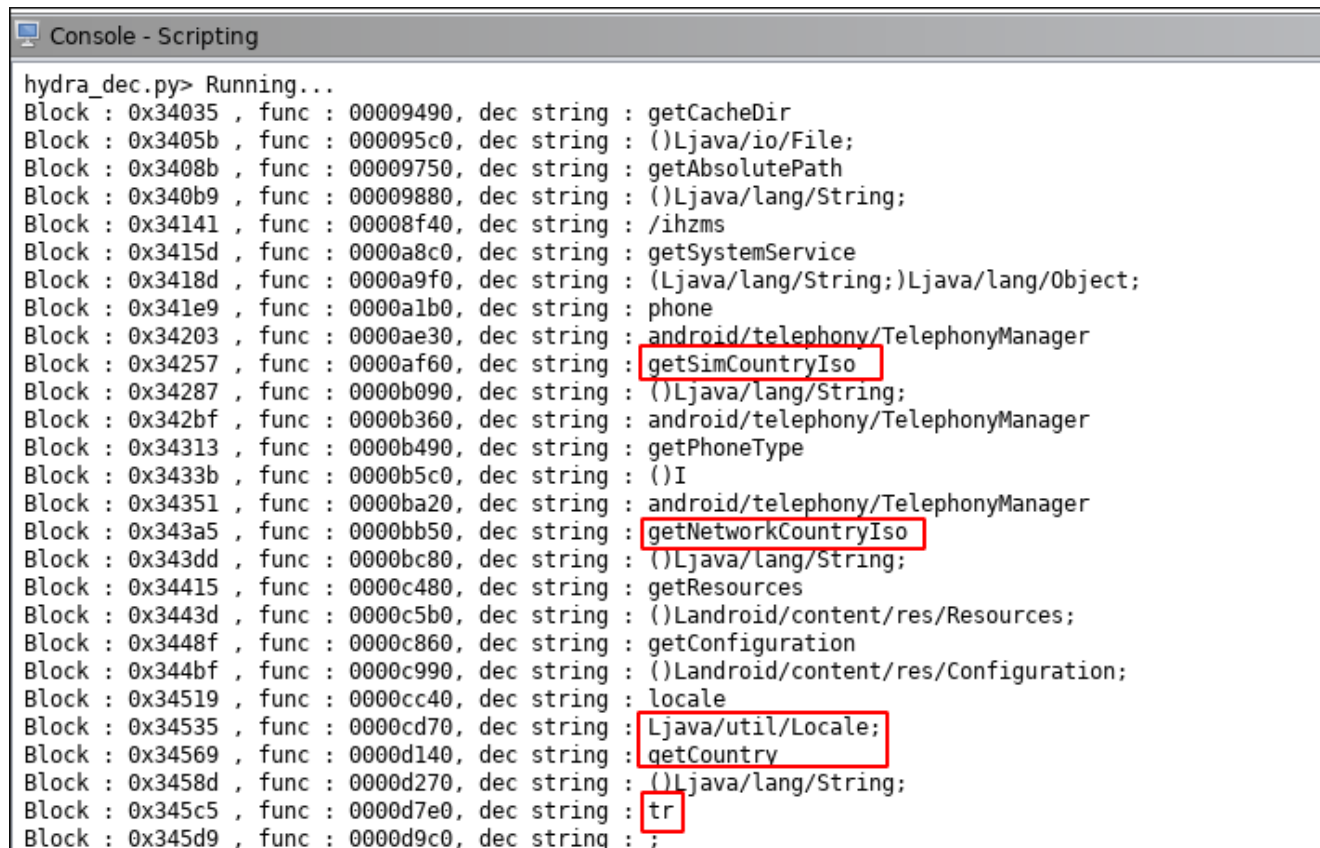 Console - Scripting
hydra_dec.py> Running...
Block : 0x34035 , func : 00009490, dec string : getCacheDir
Block : 0x3405b , func : 000095c0, dec string : ()Ljava/io/File;
Block : 0x3408b , func : 00009750, dec string : getAbsolutePath
Block : 0x340b9 , func : 00009880, dec string : ()Ljava/lang/String;
Block : 0x34141 , func : 00008f40, dec string : /ihzms
Block : 0x3415d , func : 0000a8c0, dec string : getSystemService
Block : 0x3418d , func : 0000a9f0, dec string : (Ljava/lang/String;)Ljava/lang/Object;
Block : 0x341e9 , func : 0000a1b0, dec string : phone
Block : 0x34203 , func : 0000ae30, dec string : android/telephony/TelephonyManager
Block : 0x34257 , func : 0000af60, dec string : getSimCountryIso
Block : 0x34287 , func : 0000b090, dec string : ()Ljava/lang/String;
Block : 0x342bf , func : 0000b360, dec string : android/telephony/TelephonyManager
Block : 0x34313 , func : 0000b490, dec string : getPhoneType
Block : 0x3433b , func : 0000b5c0, dec string : ()I
Block : 0x34351 , func : 0000ba20, dec string : android/telephony/TelephonyManager
Block : 0x343a5 , func : 0000bb50, dec string : getNetworkCountryIso
Block : 0x343dd , func : 0000bc80, dec string : ()Ljava/lang/String;
Block : 0x34415 , func : 0000c480, dec string : getResources
Block : 0x3443d , func : 0000c5b0, dec string : ()Landroid/content/res/Resources;
Block : 0x3448f , func : 0000c860, dec string : getConfiguration
Block : 0x344bf , func : 0000c990, dec string : ()Landroid/content/res/Configuration;
Block : 0x34519 , func : 0000cc40, dec string : locale
Block : 0x34535 , func : 0000cd70, dec string : Ljava/util/Locale;
Block : 0x34569 , func : 0000d140, dec string : getCountry
Block : 0x3458d , func : 0000d270, dec string : ()Ljava/lang/String;
Block : 0x345c5 , func : 0000d7e0, dec string : tr
Block : 0x345d9 , func : 0000d9c0, dec string : ;